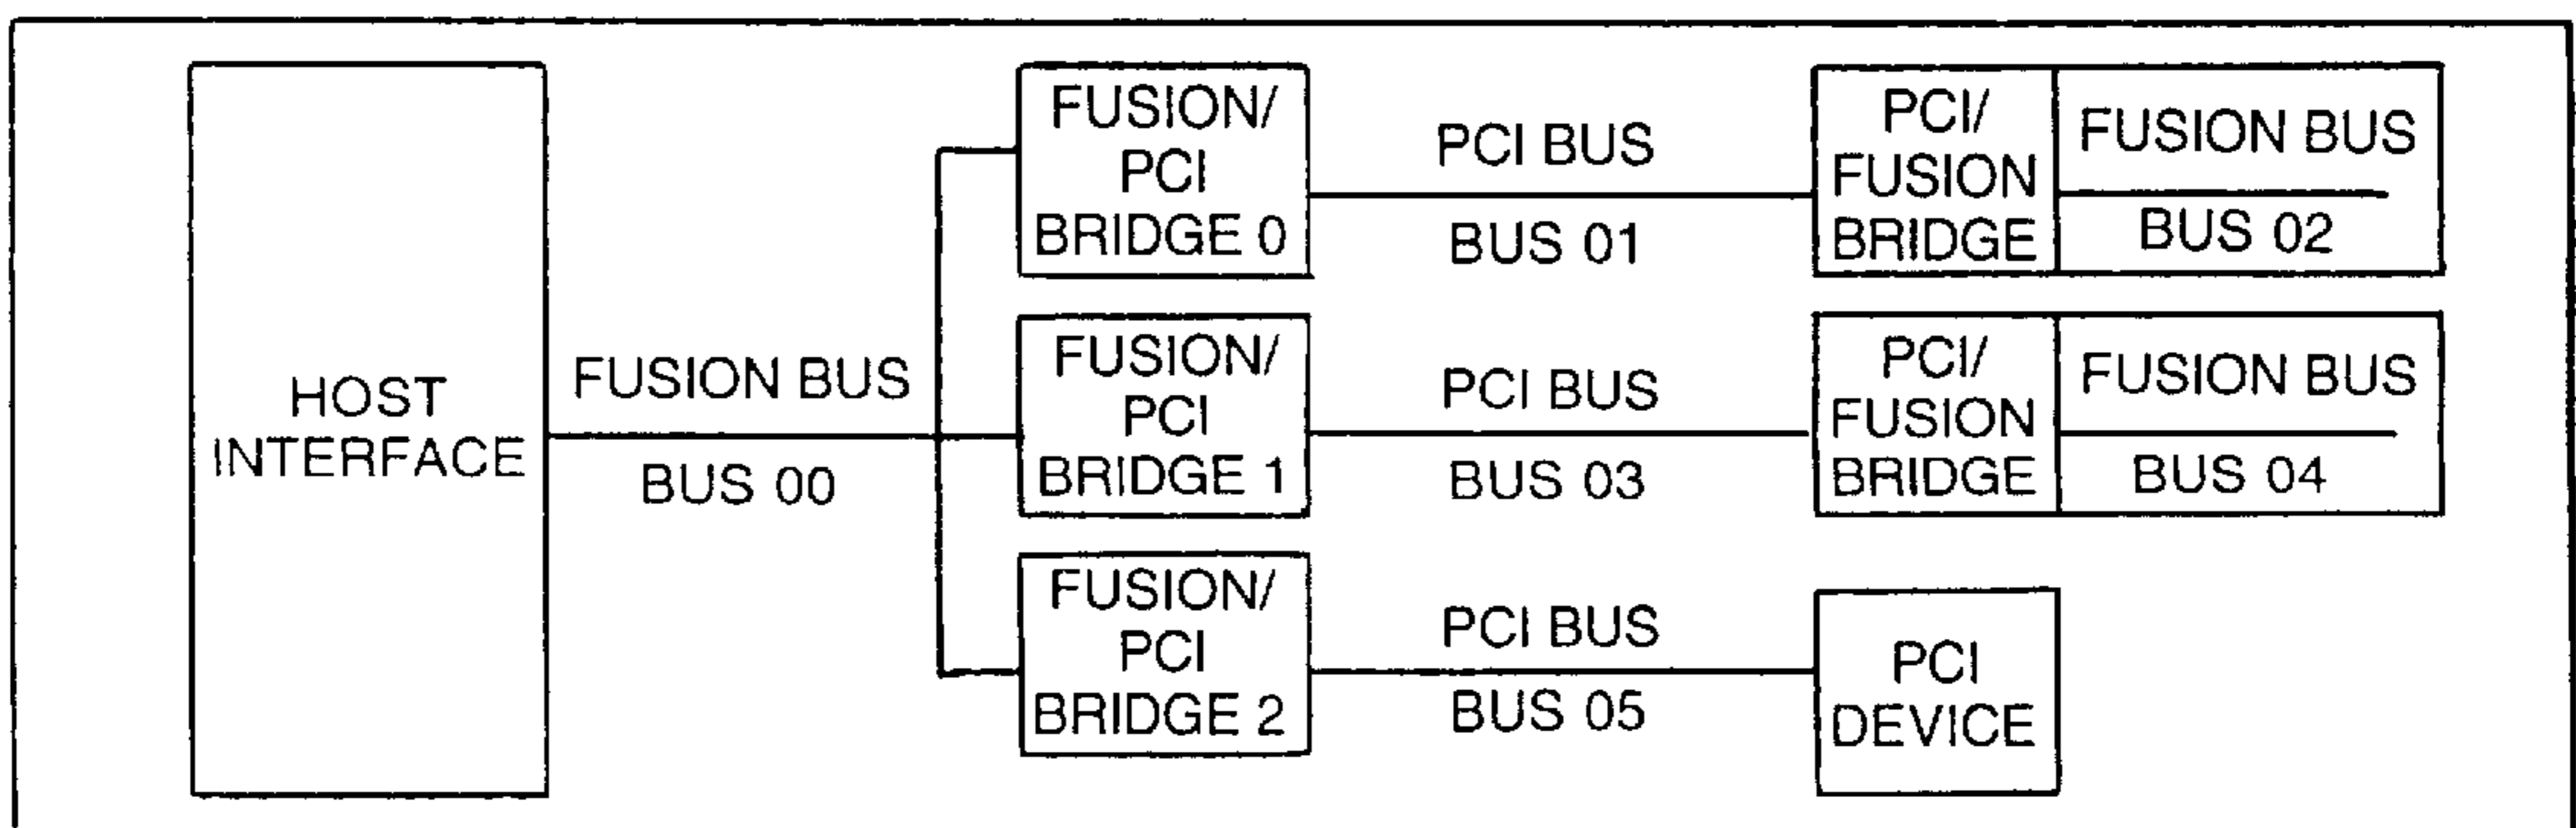 HOST
INTERFACE
FUSION BUS
BUS 00
FUSION/
PCI
BRIDGE 0
PCI BUS
BUS 01
PCI/
FUSION
BRIDGE
FUSION BUS
BUS 02
FUSION/
PCI
BRIDGE 1
PCI BUS
BUS 03
PCI/
FUSION
BRIDGE
FUSION BUS
BUS 04
FUSION/
PCI
BRIDGE 2
PCI BUS
BUS 05
PCI
DEVICE